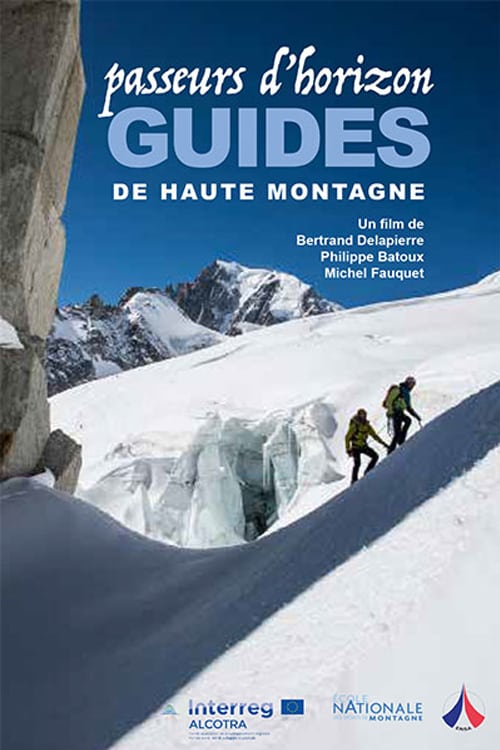 passeurs d'horizon
GUIDES
DE HAUTE MONTAGNE
Un film de
Bertrand Delapierre
Philippe Batoux
Michel Fauquet
Interreg
ALCOTRA
ÉCOLE
NATIONALE
DE MONTAGNE
ENSA